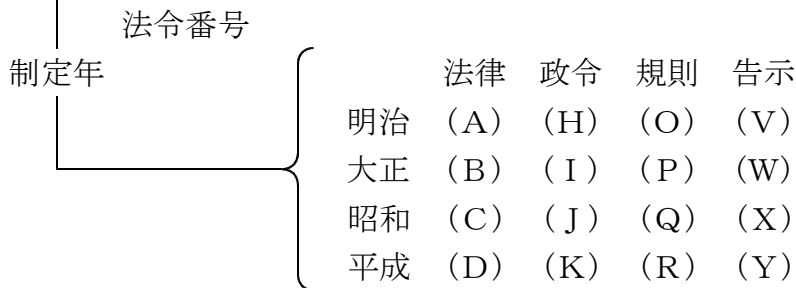 法令番号
制定年
法律 政令 規則 告示
明治 (A) (H) (O) (V)
大正 (B) (I) (P) (W)
昭和 (C) (J) (Q) (X)
平成 (D) (K) (R) (Y)